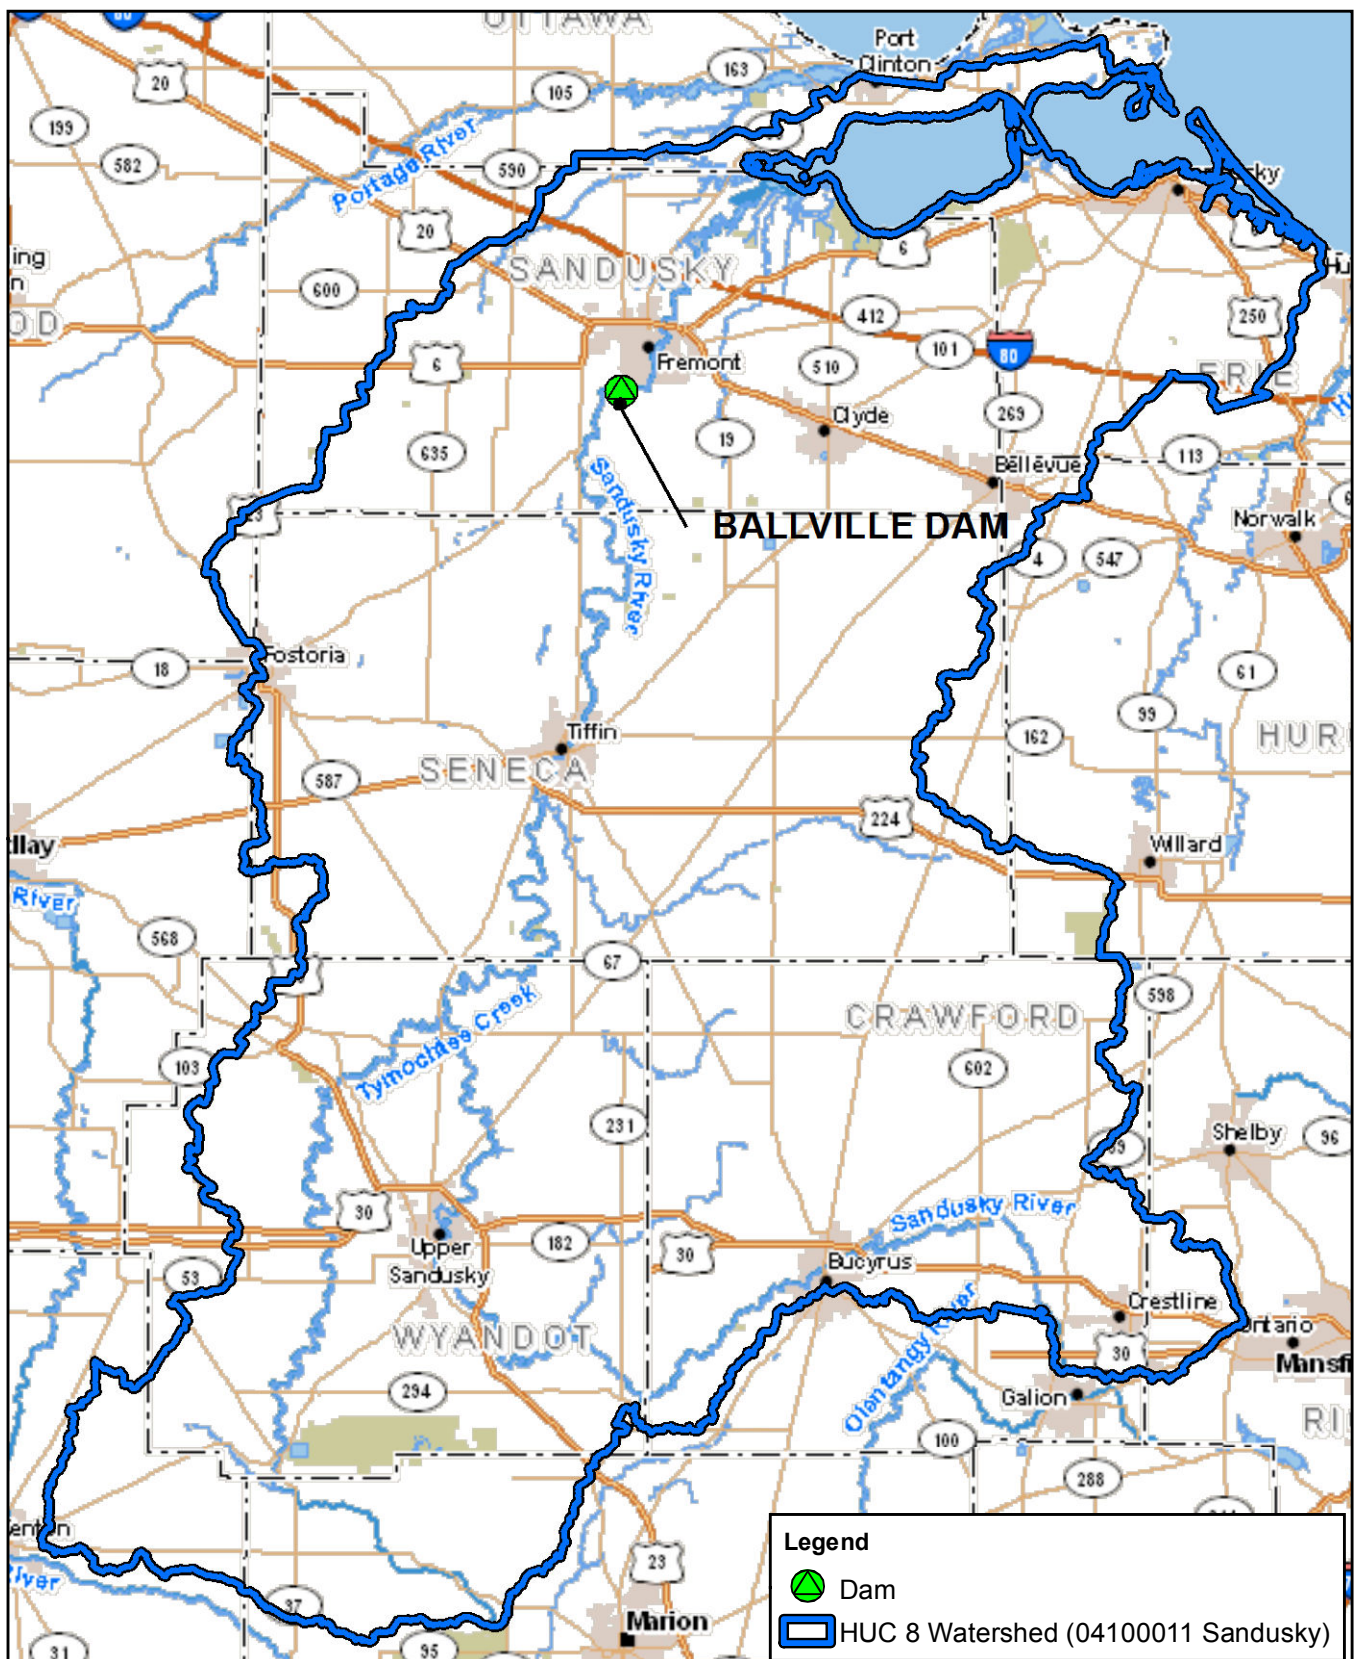 OTTAWA
80
Port
Clinton
20
163
105
199
582
590
Portage River
20
6
SANDUSKY
600
412
250
6
Fremont
101
80
510
ERIE
Clyde
269
635
19
113
Bellevue
Sandusky River
BALLVILLE DAM
Norwalk
4
547
Fostoria
18
61
99
162
Tiffin
SENECA
587
224
Willard
River
568
67
598
CRAWFORD
Tymochtee Creek
103
602
231
Shelby
96
30
Sandusky River
182
30
Upper
Sandusky
Bucyrus
53
Crestline
Olentangy River
Ontario
30
WYANDOT
294
Galion
100
288
23
37
Marion
31
95
Legend
Dam
HUC 8 Watershed (04100011 Sandusky)